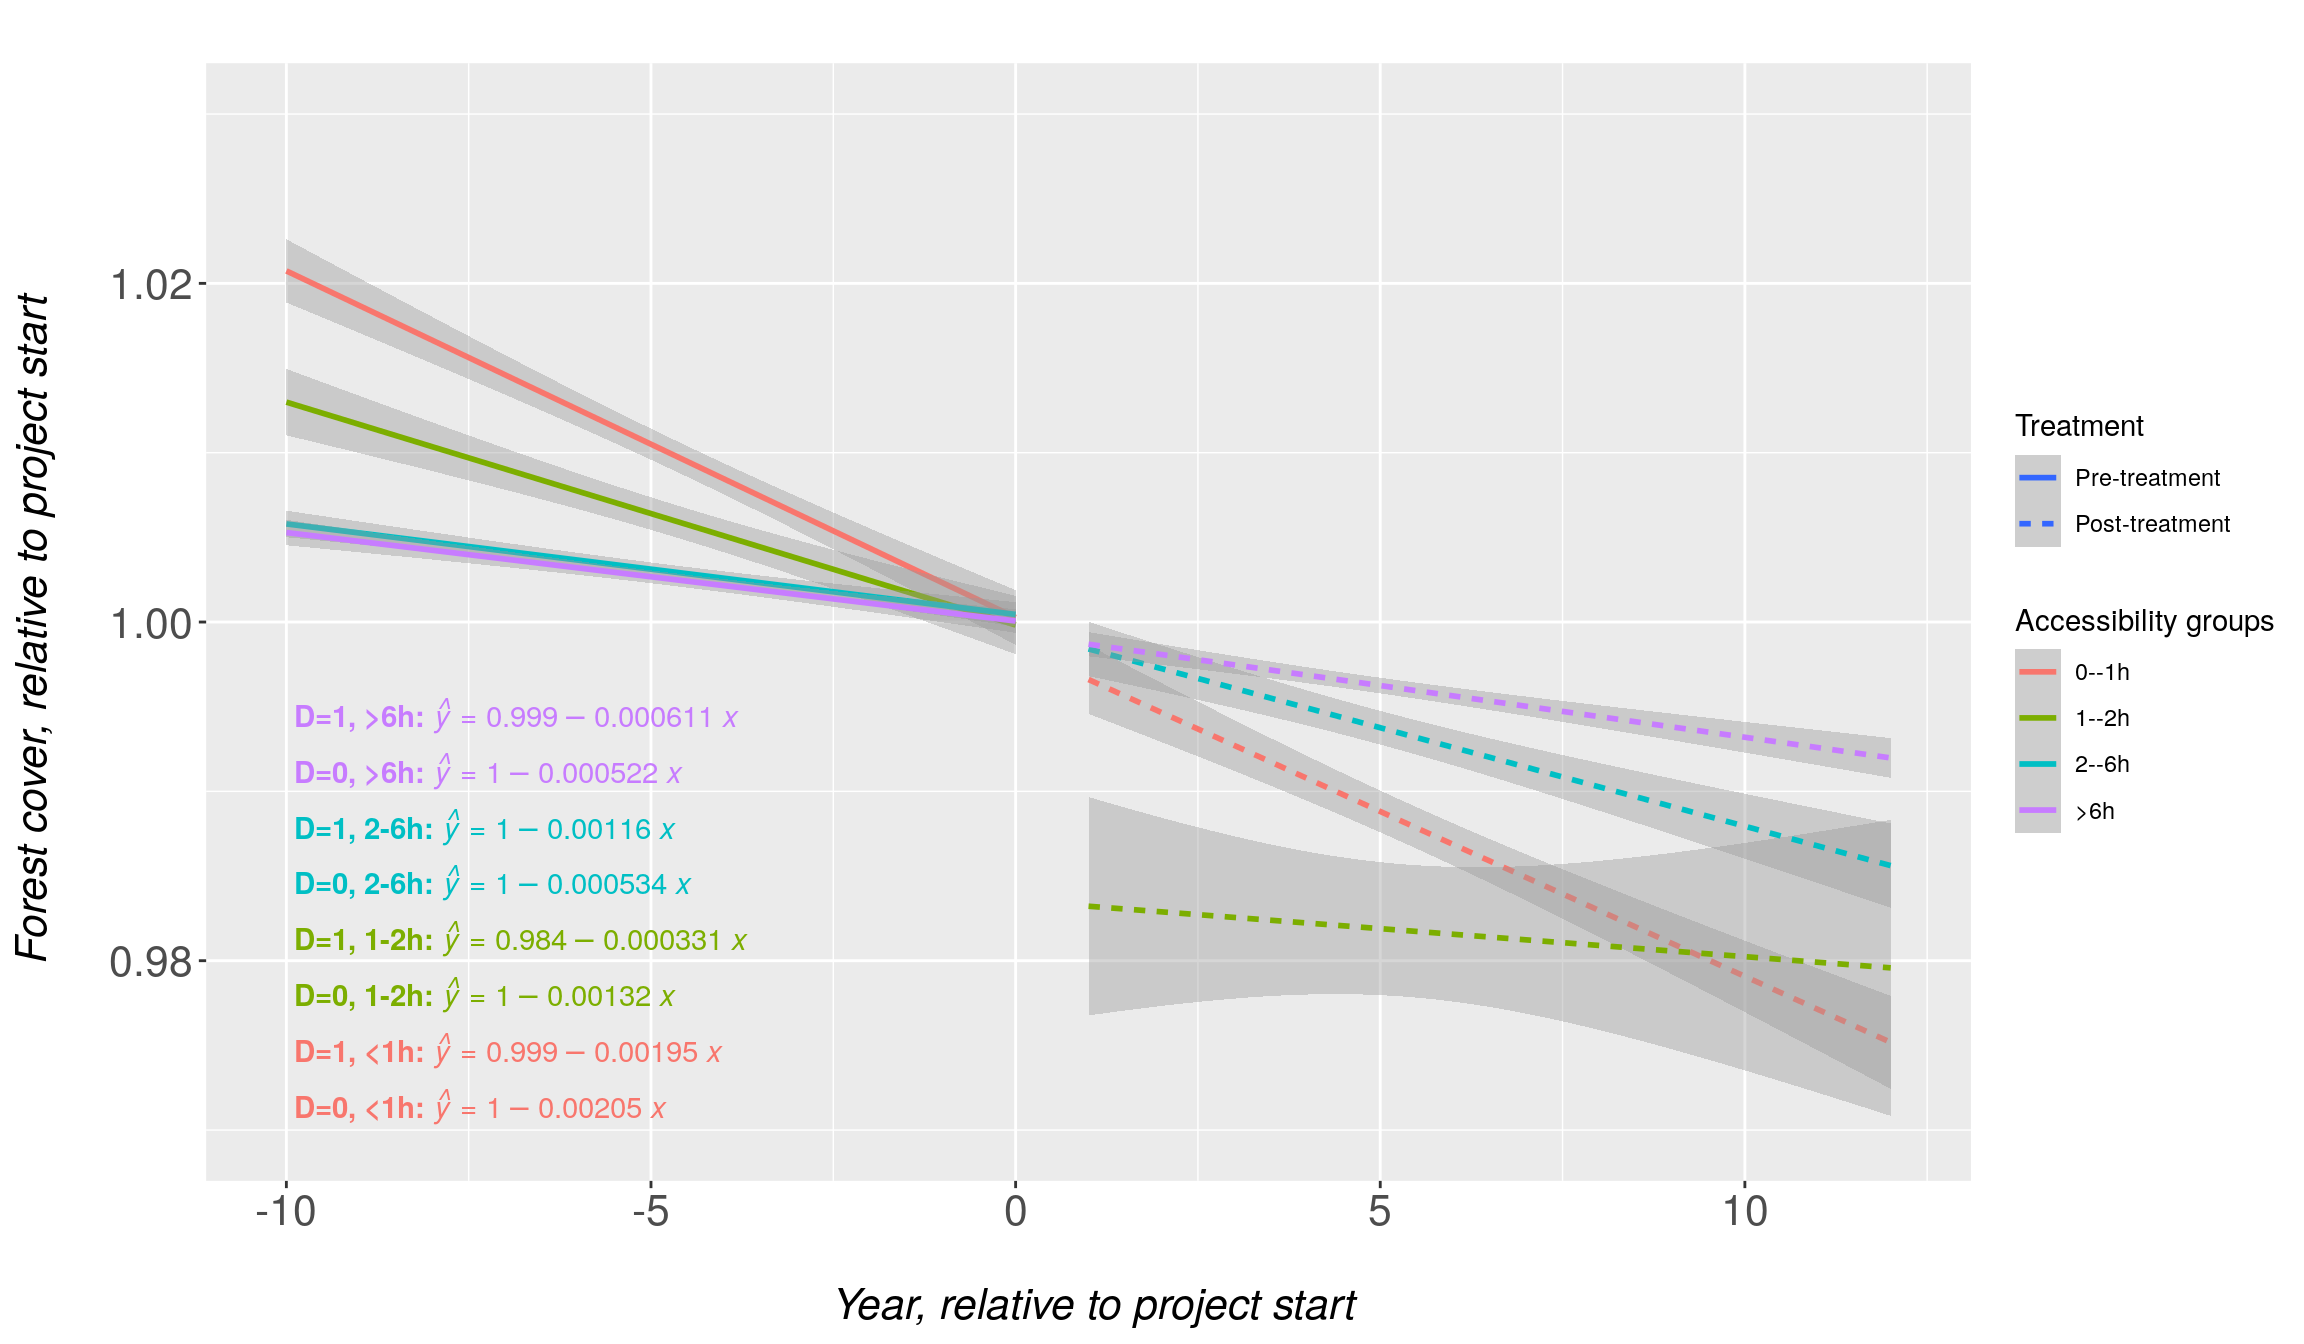 Forest cover, relative to project start
1.02
1.00
0.98
D=1, >6h: ŷ = 0.999 − 0.000611 x
D=0, >6h: ŷ = 1 − 0.000522 x
D=1, 2-6h: ŷ = 1 − 0.00116 x
D=0, 2-6h: ŷ = 1 − 0.000534 x
D=1, 1-2h: ŷ = 0.984 − 0.000331 x
D=0, 1-2h: ŷ = 1 − 0.00132 x
D=1, <1h: ŷ = 0.999 − 0.00195 x
D=0, <1h: ŷ = 1 − 0.00205 x
-10 -5 0 5 10
Year, relative to project start
Treatment
Pre-treatment
Post-treatment
Accessibility groups
0--1h
1--2h
2--6h
>6h